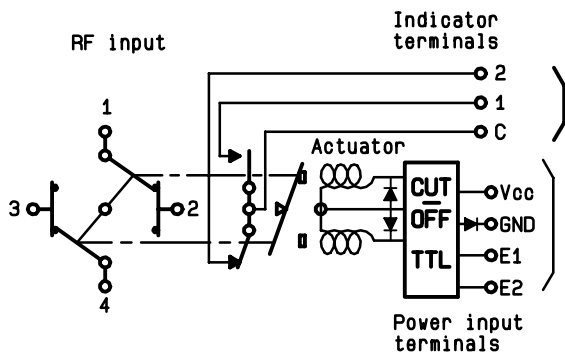 RF input
Indicator
terminals
2
1
C
1
3
2
4
Actuator
CUT
OFF
TTL
Vcc
GND
E1
E2
Power input
terminals